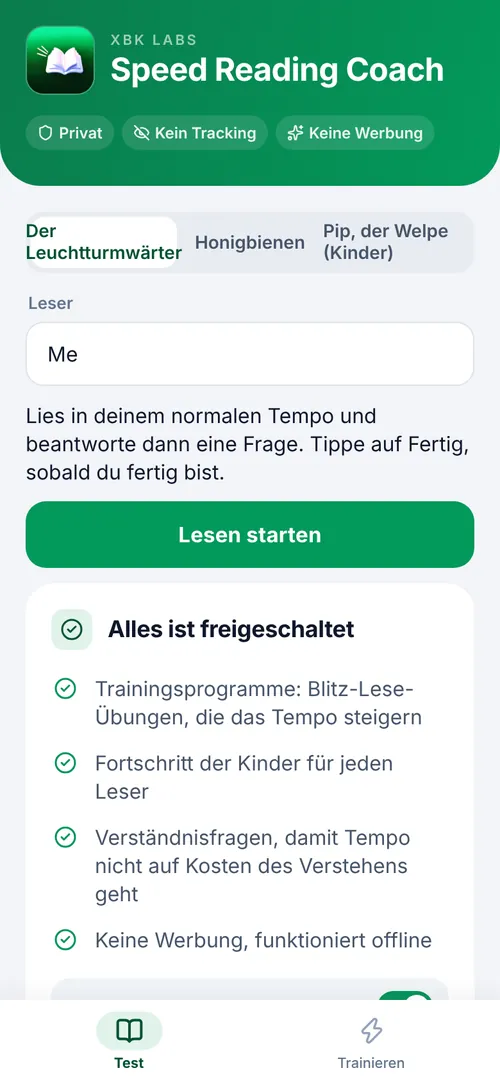 XBK LABS
Speed Reading Coach
Privat
Kein Tracking
Keine Werbung
Der
Leuchtturmwärter
Honigbienen
Pip, der Welpe
(Kinder)
Leser
Me
Lies in deinem normalen Tempo und
beantworte dann eine Frage. Tippe auf Fertig,
sobald du fertig bist.
Lesen starten
Alles ist freigeschaltet
Trainingsprogramme: Blitz-Lese-
Übungen, die das Tempo steigern
Fortschritt der Kinder für jeden
Leser
Verständnisfragen, damit Tempo
nicht auf Kosten des Verstehens
geht
Keine Werbung, funktioniert offline
Test
Trainieren